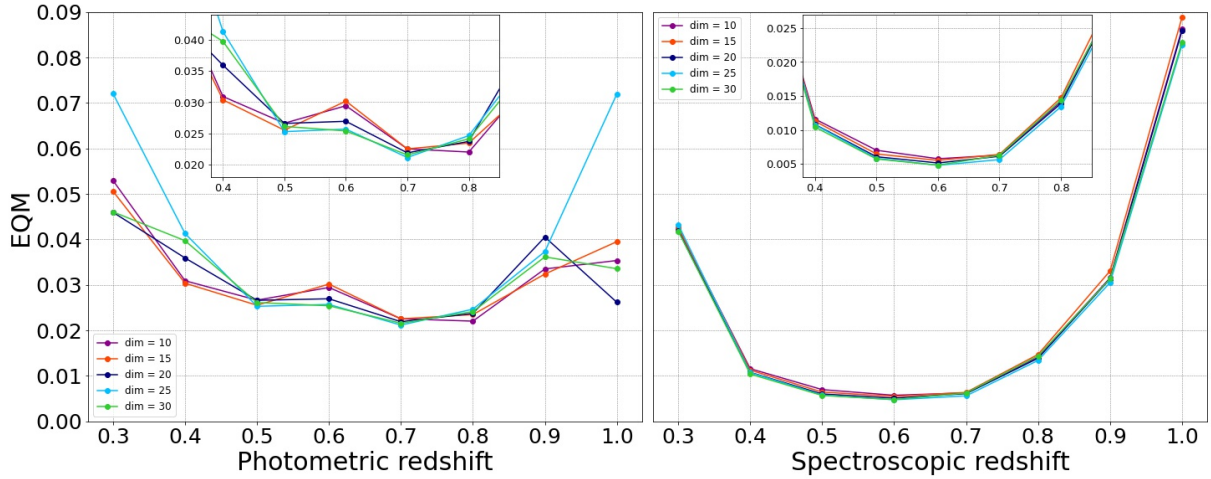 EQM
0.09
0.08
0.07
0.06
0.05
0.04
0.03
0.02
0.01
0.00
0.040
0.035
0.030
0.025
0.020
0.4 0.5 0.6 0.7 0.8
dim = 10
dim = 15
dim = 20
dim = 25
dim = 30
0.3 0.4 0.5 0.6 0.7 0.8 0.9 1.0
Photometric redshift
dim = 10
dim = 15
dim = 20
dim = 25
dim = 30
0.025
0.020
0.015
0.010
0.005
0.4 0.5 0.6 0.7 0.8
0.3 0.4 0.5 0.6 0.7 0.8 0.9 1.0
Spectroscopic redshift